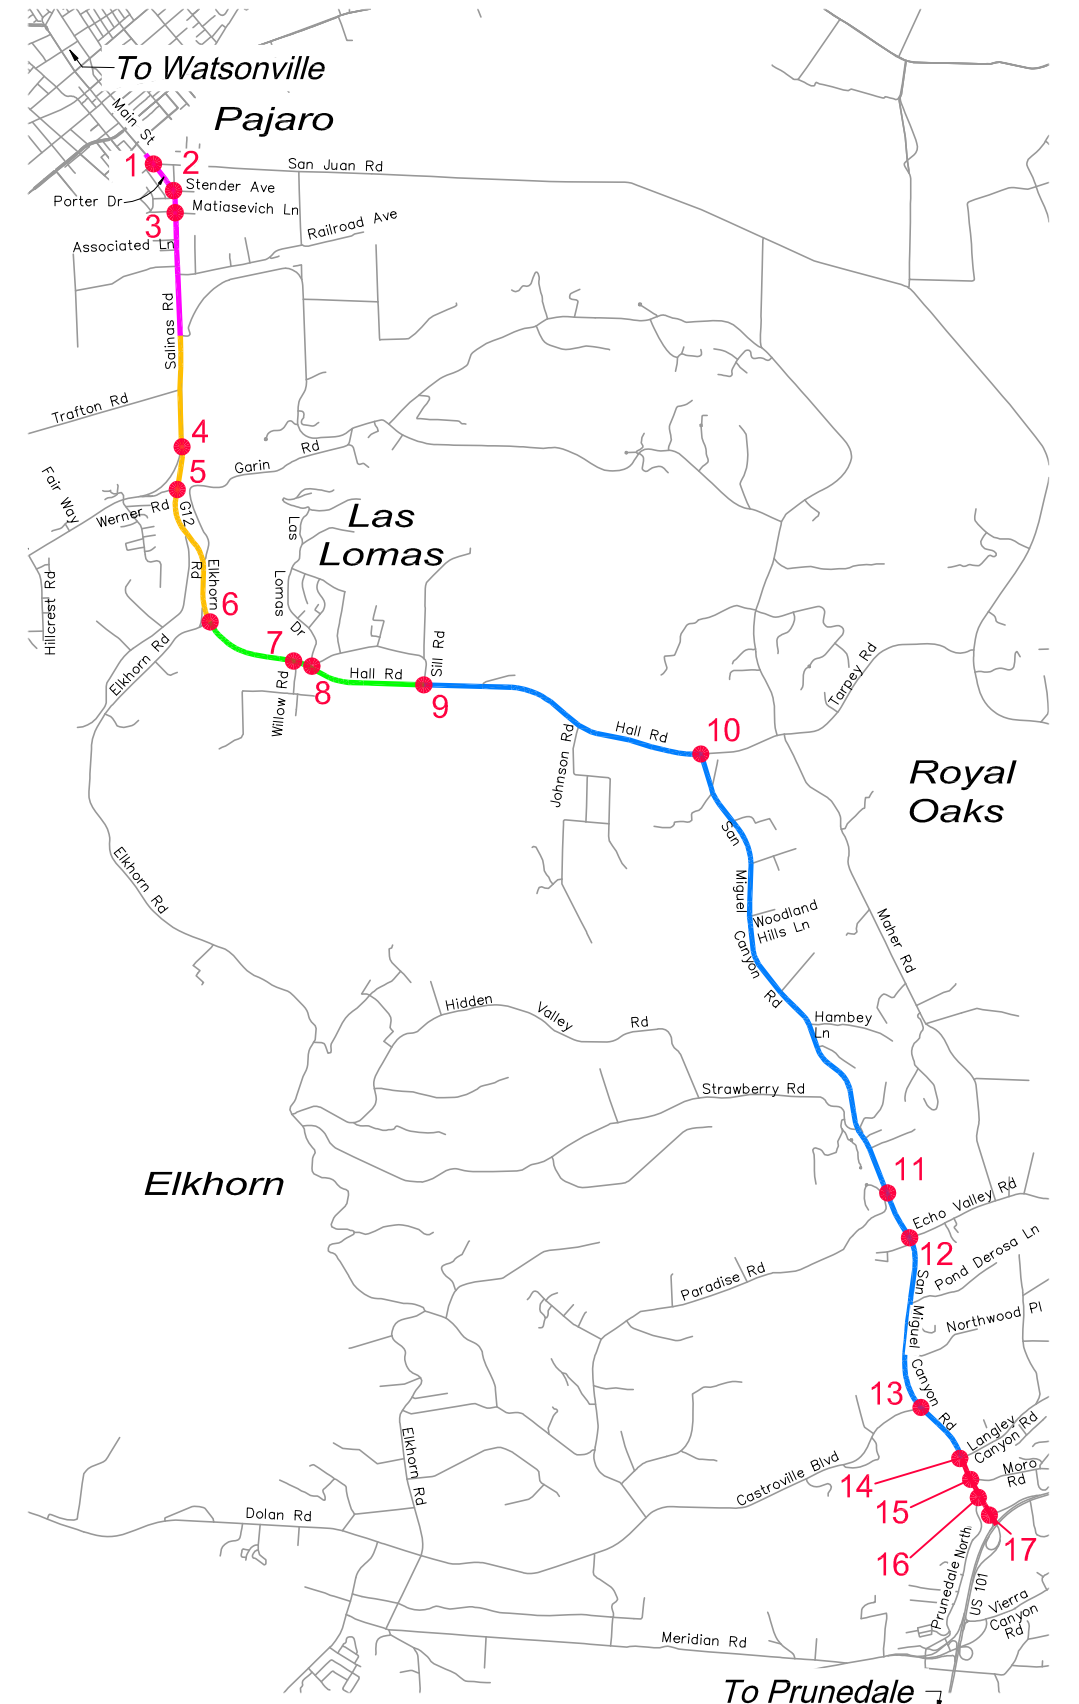 To Watsonville
Pajaro
Main St
1
2
San Juan Rd
Stender Ave
Porter Dr
Matiasevich Ln
3
Railroad Ave
Associated Ln
Salinas Rd
Trafton Rd
4
Garin Rd
5
Fair Way
Werner Rd
G12
Las
Lomas
Las Lomas Dr
Elkhorn Rd
Hillcrest Rd
6
7
Sill Rd
Elkhorn Rd
Hall Rd
8
Willow Rd
9
Tarpey Rd
10
Hall Rd
Johnson Rd
Royal
Oaks
San Miguel Canyon Rd
Elkhorn Rd
Woodland
Hills Ln
Maher Rd
Hidden Valley Rd
Hambey
Ln
Strawberry Rd
Elkhorn
11
Echo Valley Rd
12
Pond Derosa Ln
Paradise Rd
San Miguel Canyon Rd
Northwood Pl
13
Langley
Canyon Rd
Elkhorn Rd
Castroville Blvd
Moro
Rd
14
15
Dolan Rd
16
17
Prunedale North
US 101
Vierra
Canyon
Rd
Meridian Rd
To Prunedale